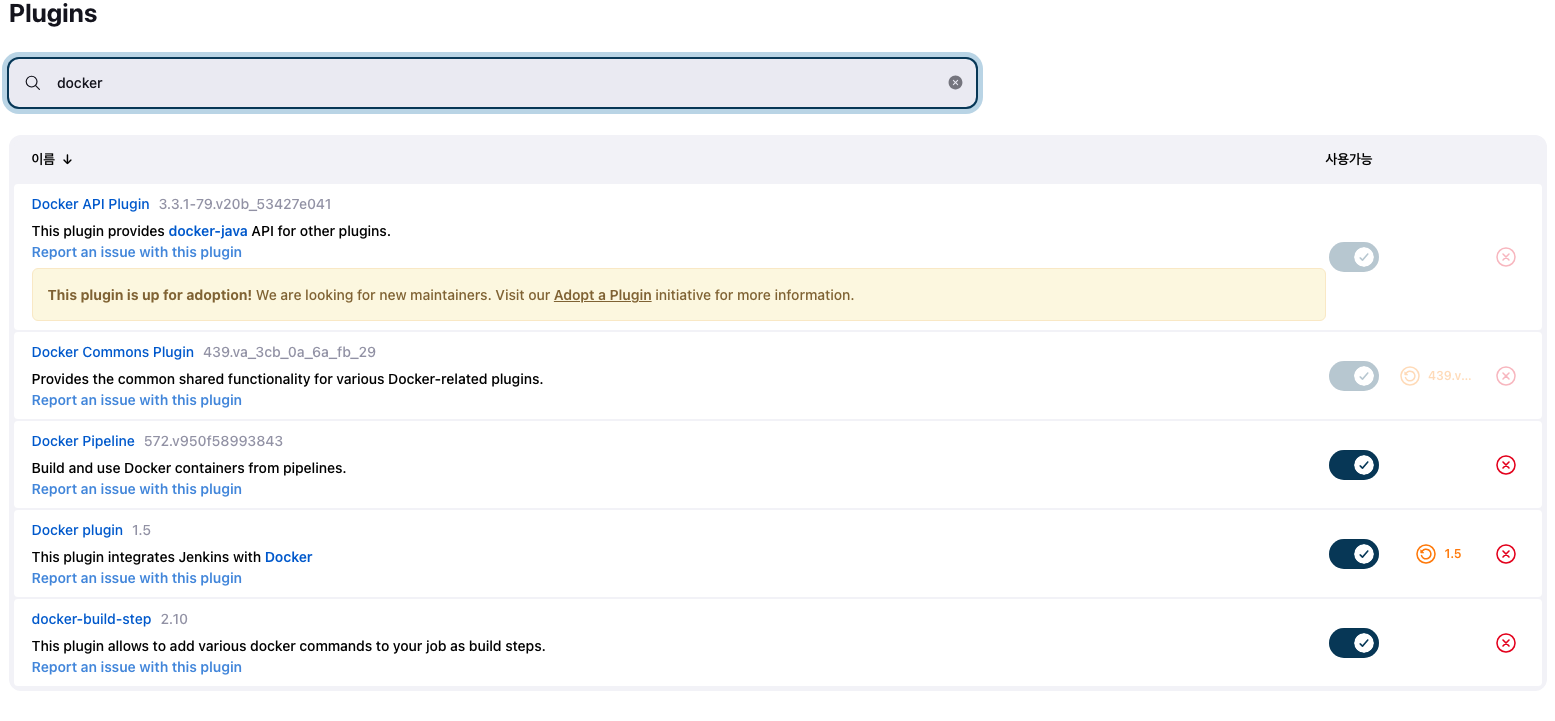 Plugins
docker
이름 ↓ 사용가능
Docker API Plugin 3.3.1-79.v20b_53427e041
This plugin provides docker-java API for other plugins.
Report an issue with this plugin
This plugin is up for adoption! We are looking for new maintainers. Visit our Adopt a Plugin initiative for more information.
Docker Commons Plugin 439.va_3cb_0a_6a_fb_29
Provides the common shared functionality for various Docker-related plugins.
439.v...
Report an issue with this plugin
Docker Pipeline 572.v950f58993843
Build and use Docker containers from pipelines.
Report an issue with this plugin
Docker plugin 1.5
This plugin integrates Jenkins with Docker
1.5
Report an issue with this plugin
docker-build-step 2.10
This plugin allows to add various docker commands to your job as build steps.
Report an issue with this plugin